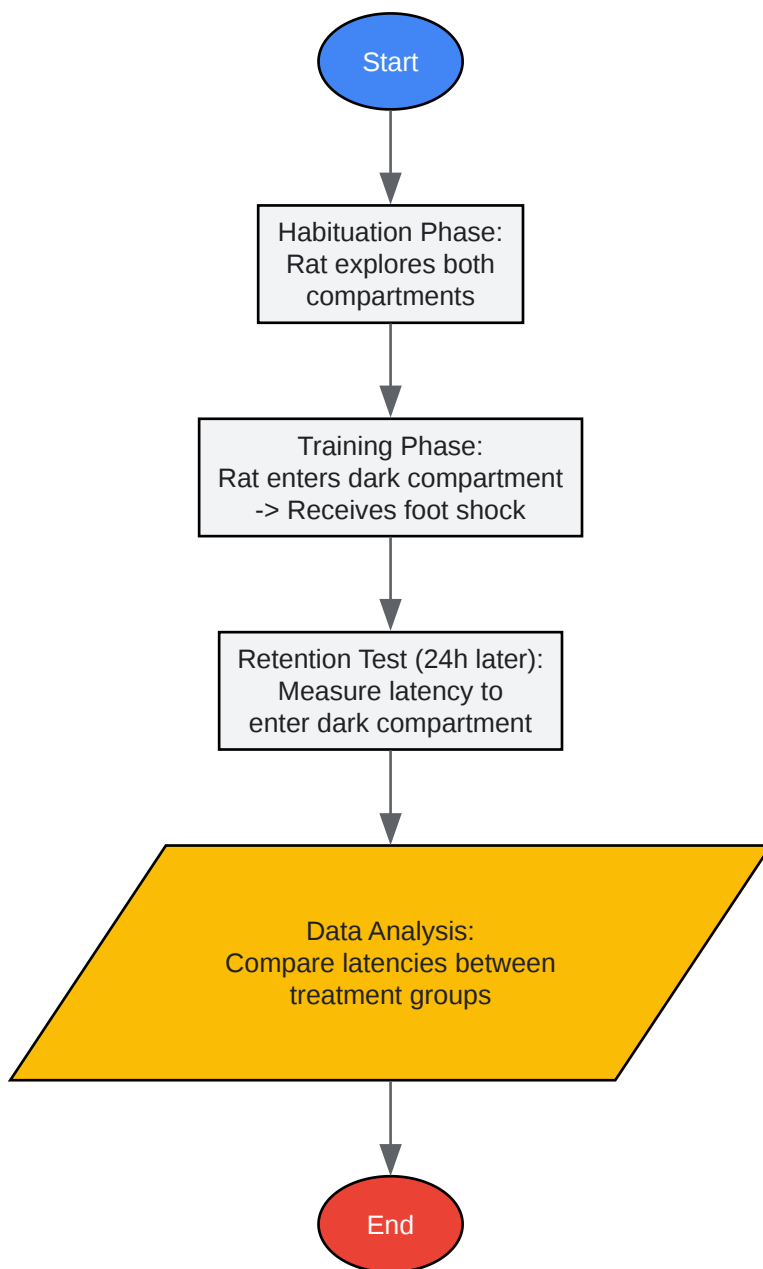 Start
Habituation Phase:
Rat explores both
compartments
Training Phase:
Rat enters dark compartment
-> Receives foot shock
Retention Test (24h later):
Measure latency to
enter dark compartment
Data Analysis:
Compare latencies between
treatment groups
End